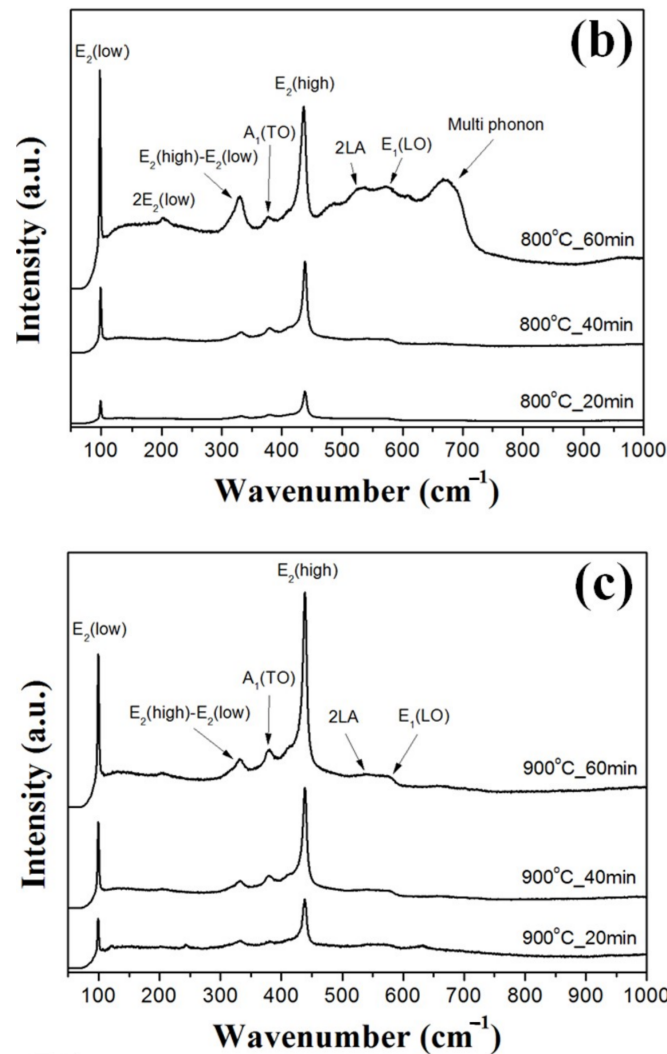 (b)
E₂(low)
E₂(high)
A₁(TO)
E₂(high)-E₂(low)
2E₂(low)
2LA
E₁(LO)
Multi phonon
800°C_60min
800°C_40min
800°C_20min
Intensity (a.u.)
100 200 300 400 500 600 700 800 900 1000
Wavenumber (cm⁻¹)
(c)
E₂(high)
E₂(low)
A₁(TO)
E₂(high)-E₂(low)
2LA
E₁(LO)
900°C_60min
900°C_40min
900°C_20min
Intensity (a.u.)
100 200 300 400 500 600 700 800 900 1000
Wavenumber (cm⁻¹)